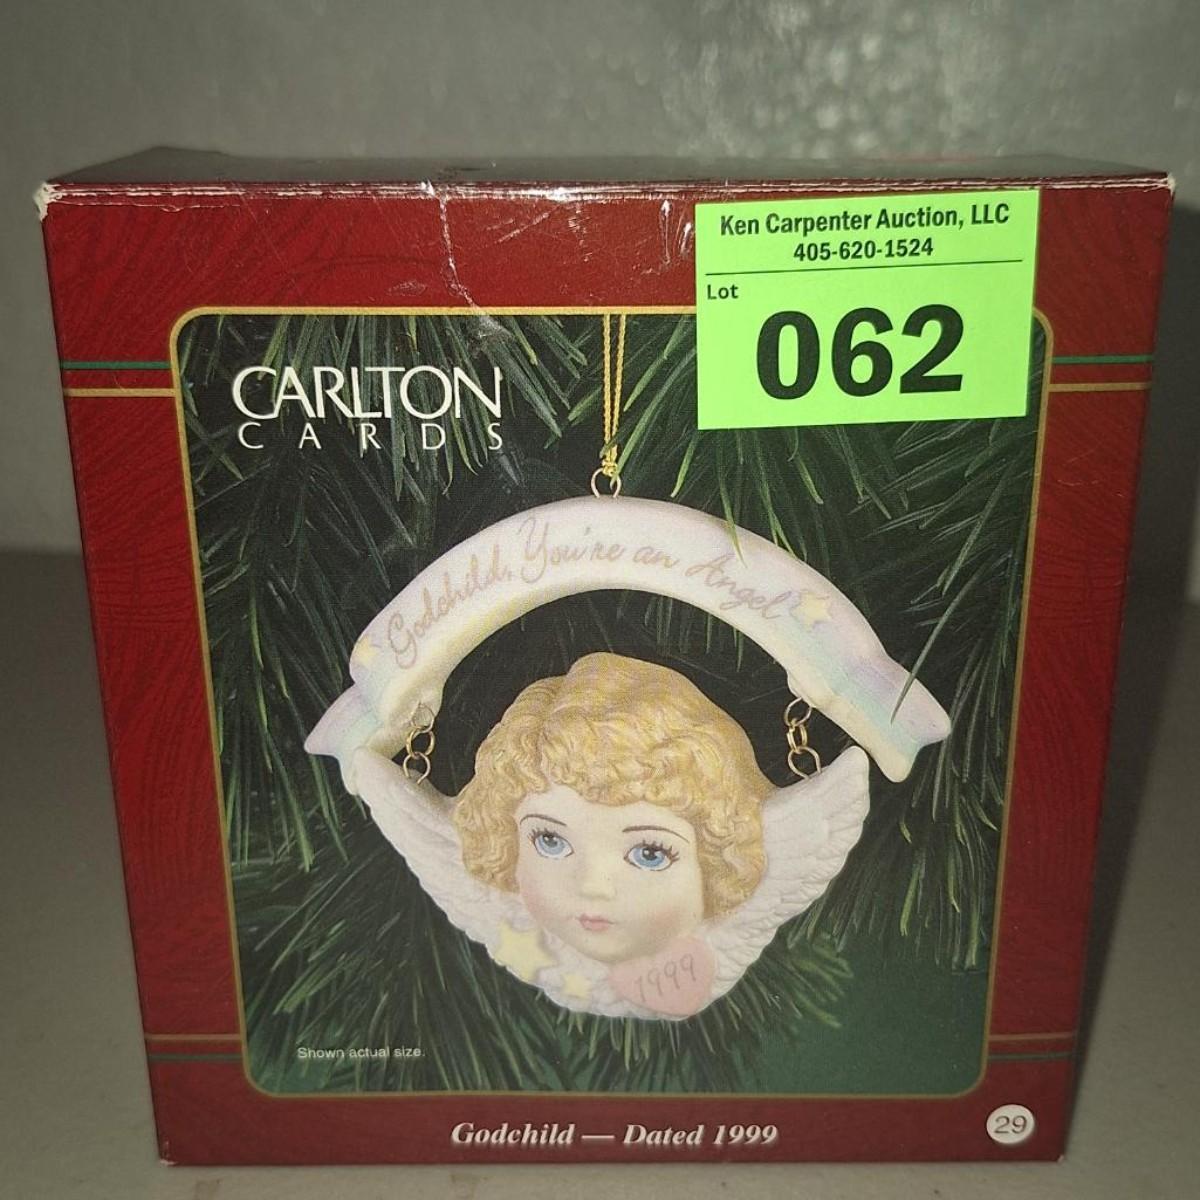 Ken Carpenter Auction, LLC
405-620-1524
Lot
062
CARLTON
CARDS
Godchild, You're an Angel
1999
Shown actual size.
Godchild — Dated 1999
29